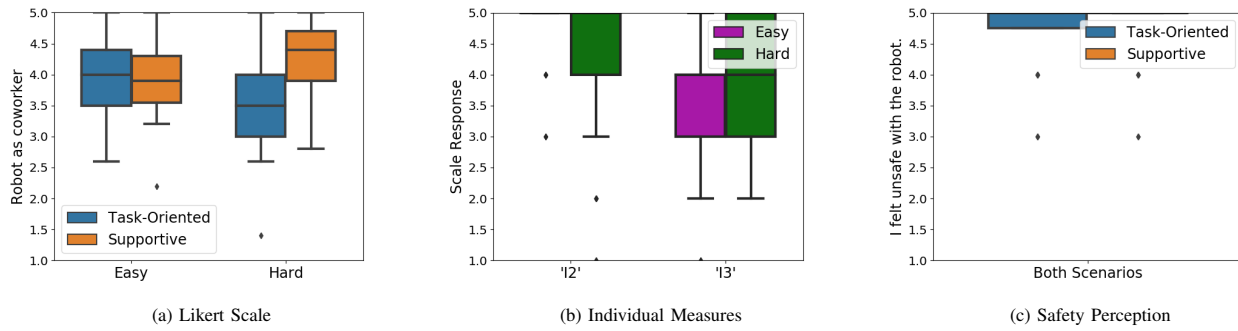 Robot as coworker
5.0
4.5
4.0
3.5
3.0
2.5
2.0
1.5
1.0
Task-Oriented
Supportive
Easy
Hard
(a) Likert Scale
Scale Response
5.0
4.5
4.0
3.5
3.0
2.5
2.0
1.5
1.0
Easy
Hard
'I2'
'I3'
(b) Individual Measures
I felt unsafe with the robot.
5.0
4.5
4.0
3.5
3.0
2.5
2.0
1.5
1.0
Task-Oriented
Supportive
Both Scenarios
(c) Safety Perception